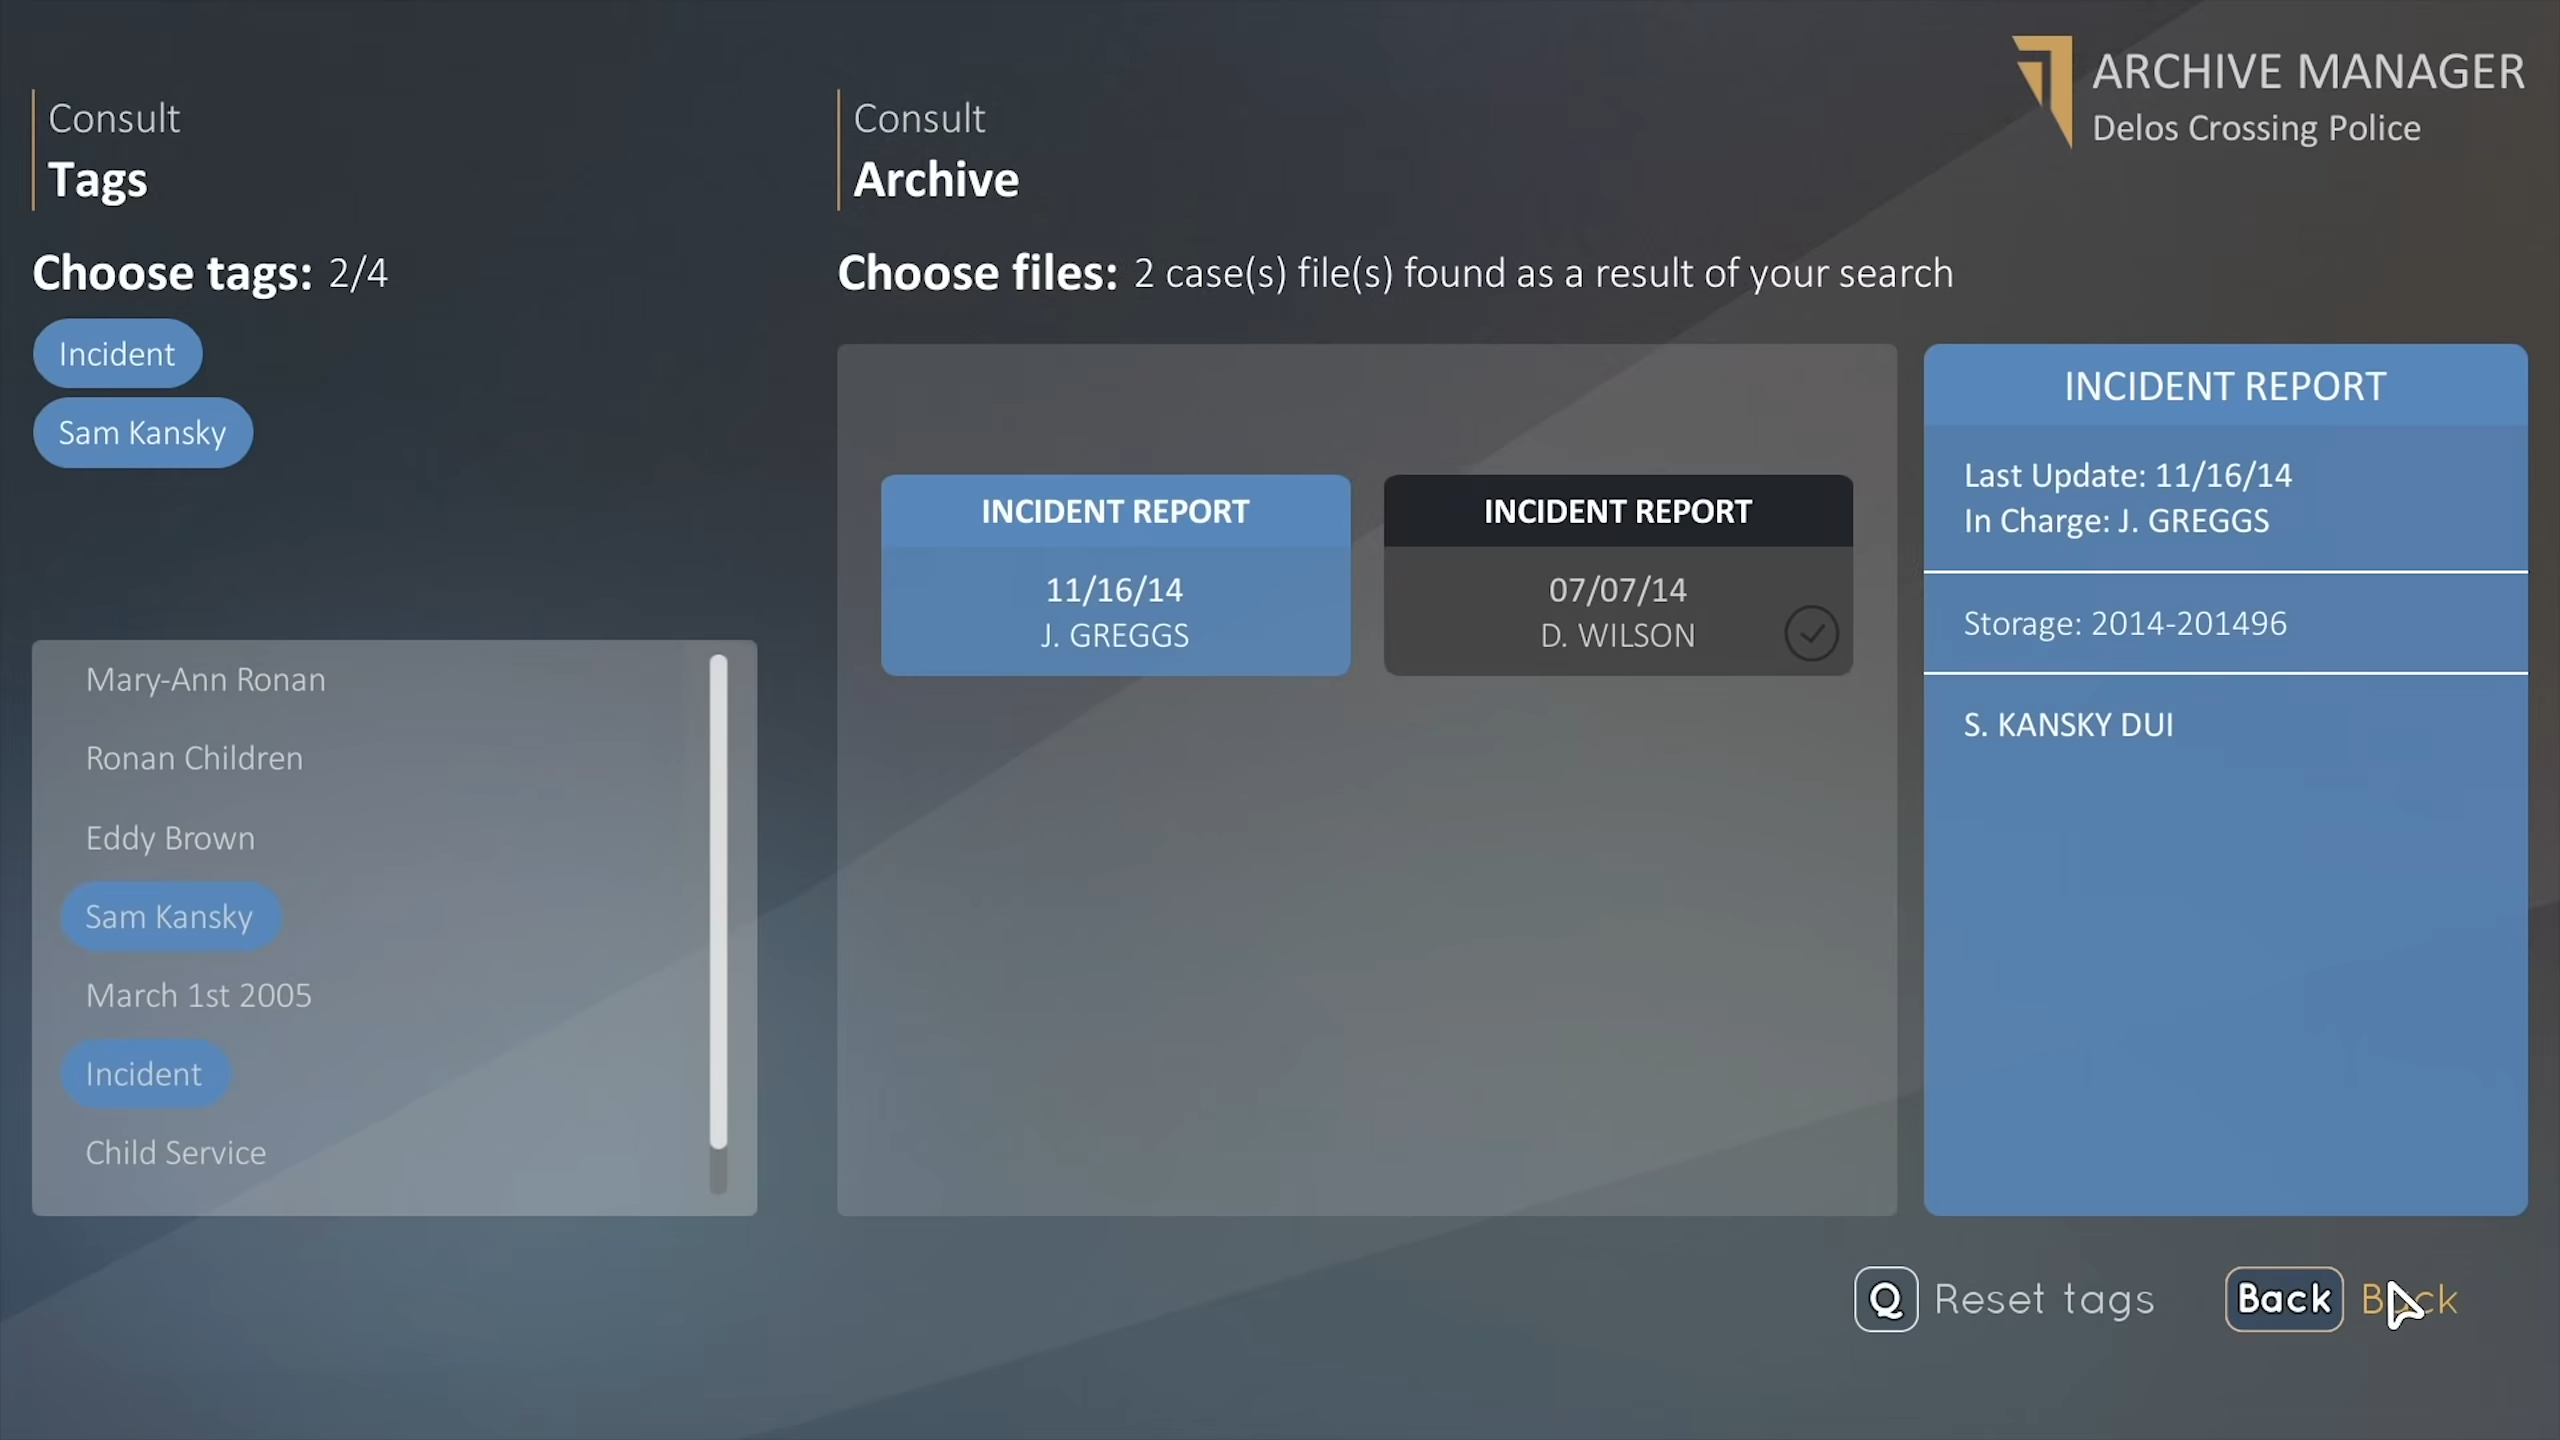 ARCHIVE MANAGER
Delos Crossing Police
Consult
Tags
Choose tags: 2/4
Incident
Sam Kansky
Mary-Ann Ronan
Ronan Children
Eddy Brown
Sam Kansky
March 1st 2005
Incident
Child Service
Consult
Archive
Choose files: 2 case(s) file(s) found as a result of your search
INCIDENT REPORT
11/16/14
J. GREGGS
INCIDENT REPORT
07/07/14
D. WILSON
INCIDENT REPORT
Last Update: 11/16/14
In Charge: J. GREGGS
Storage: 2014-201496
S. KANSKY DUI
Q Reset tags
Back Back